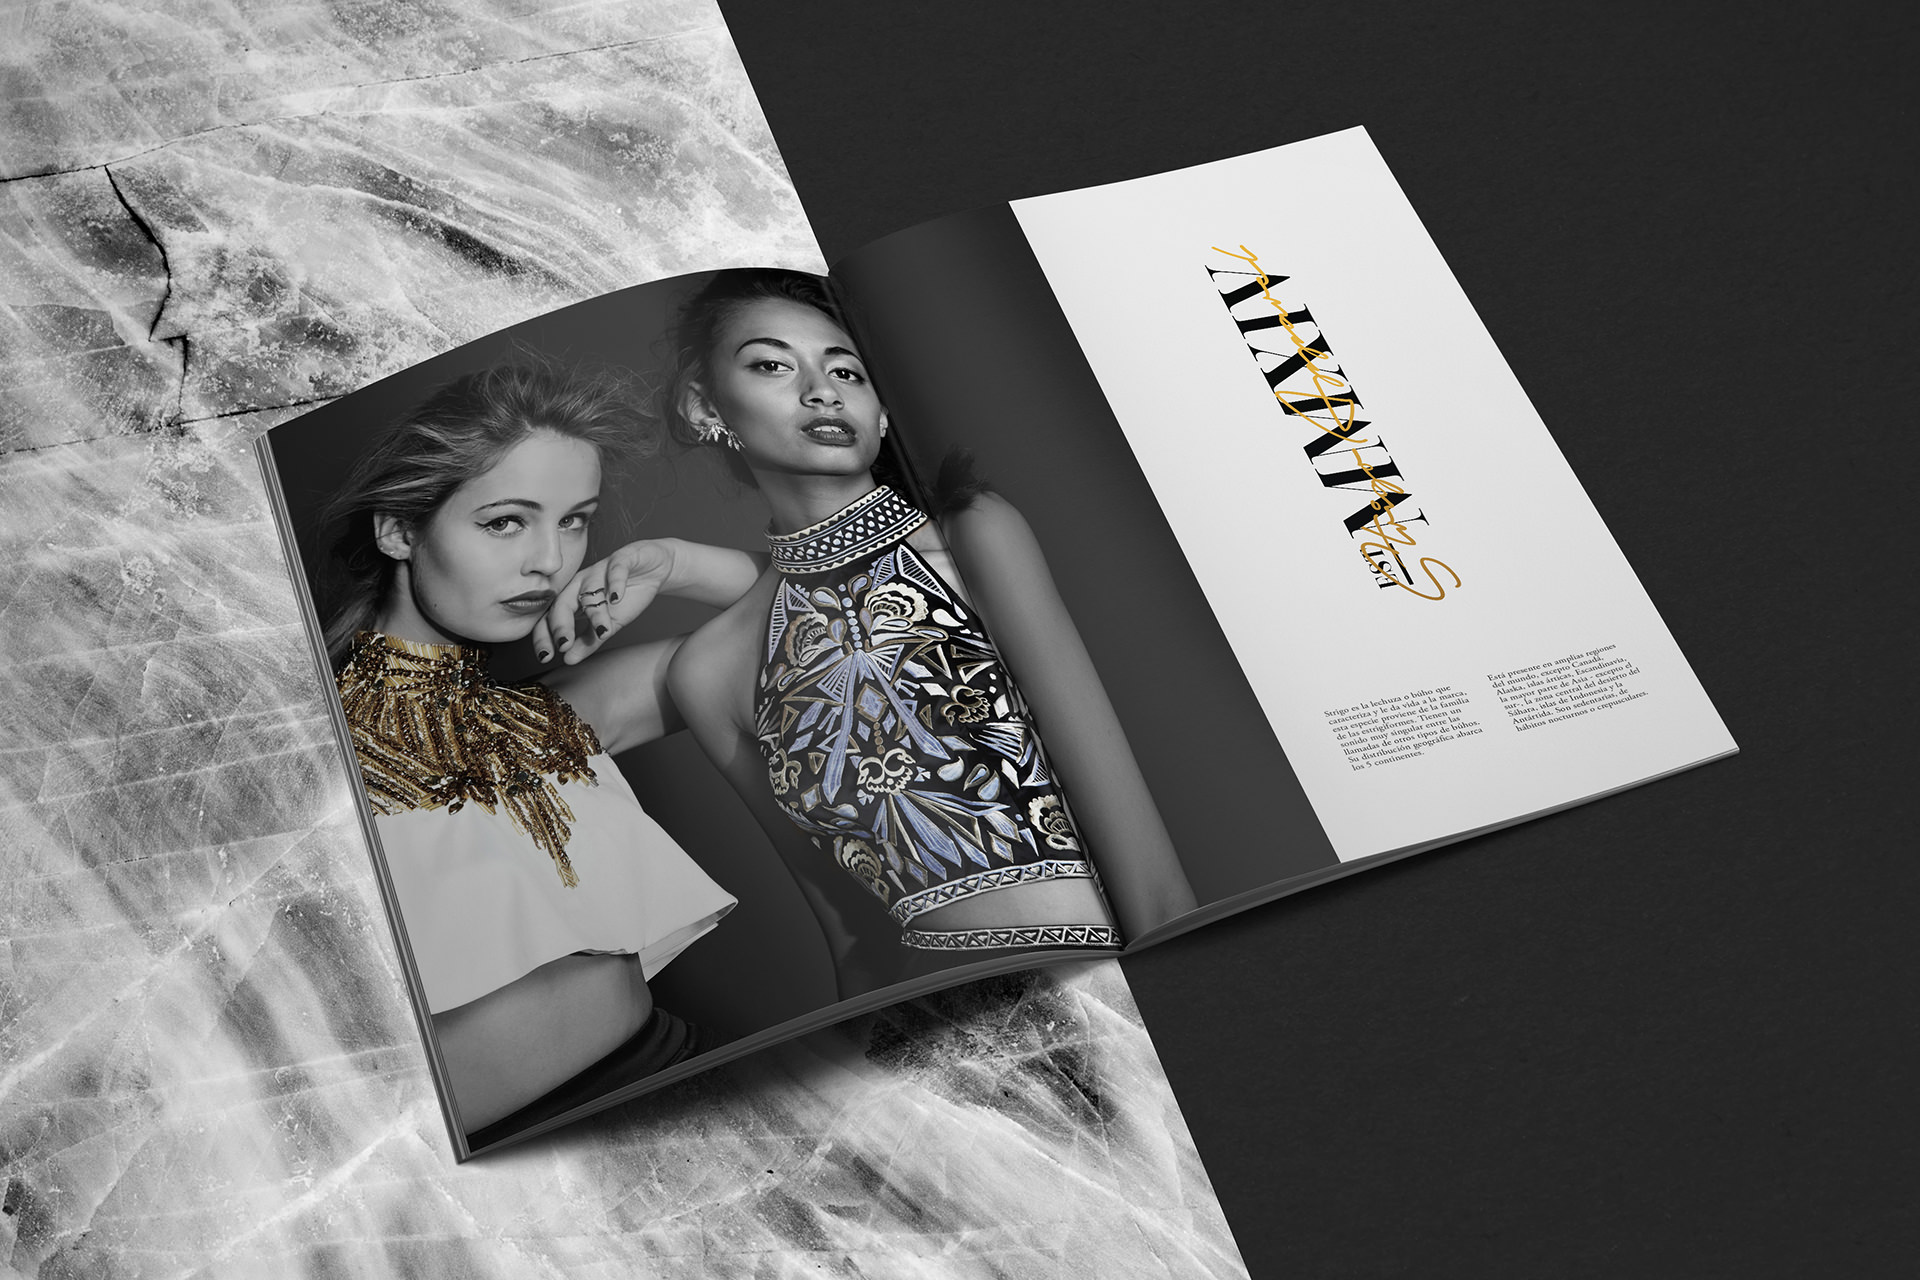 EST. MMXIV
Strigo es la lechuza o búho que
caracteriza y le da vida a la marca,
esta especie proviene de la familia
de las estrigiformes. Tienen un
sonido muy singular entre las
llamadas de otros tipos de búhos.
Su distribución geográfica abarca
los 5 continentes.
Está presente en amplias regiones
del mundo, excepto Canadá,
Alaska, islas árticas, Escandinavia,
la mayor parte de Asia - excepto el
sur-, la zona central del desierto del
Sáhara, islas de Indonesia y la
Antártida. Son sedentarias, de
hábitos nocturnos o crepusculares.